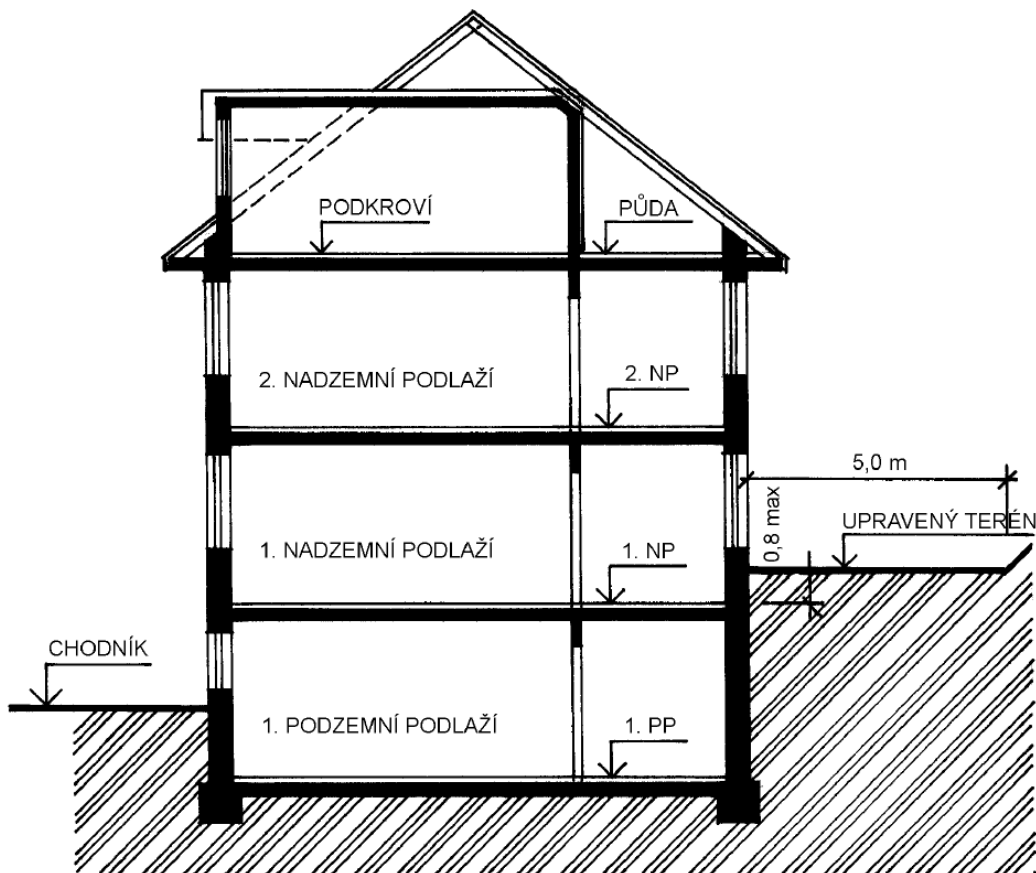 PODKROVÍ
PŮDA
2. NADZEMNÍ PODLAŽÍ
2. NP
5,0 m
0,8 max
UPRAVENÝ TERÉN
1. NADZEMNÍ PODLAŽÍ
1. NP
CHODNÍK
1. PODZEMNÍ PODLAŽÍ
1. PP